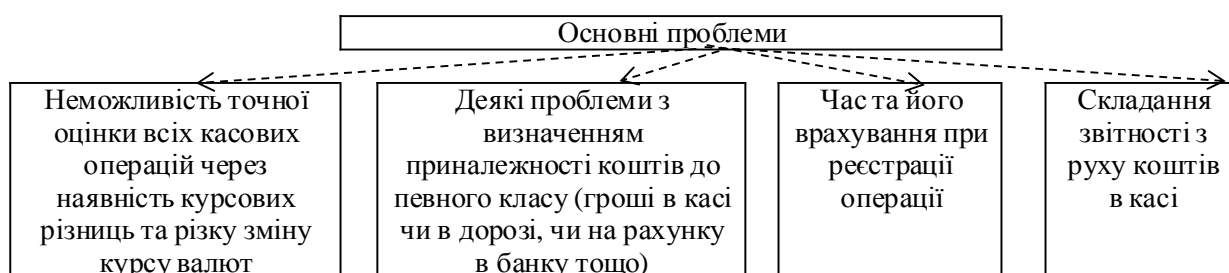 Основні проблеми
Неможливість точної
оцінки всіх касових
операцій через
наявність курсових
різниць та різку зміну
курсу валют
Деякі проблеми з
визначенням
приналежності коштів до
певного класу (гроші в касі
чи в дорозі, чи на рахунку
в банку тощо)
Час та його
врахування при
реєстрації
операції
Складання
звітності з
руху коштів
в касі